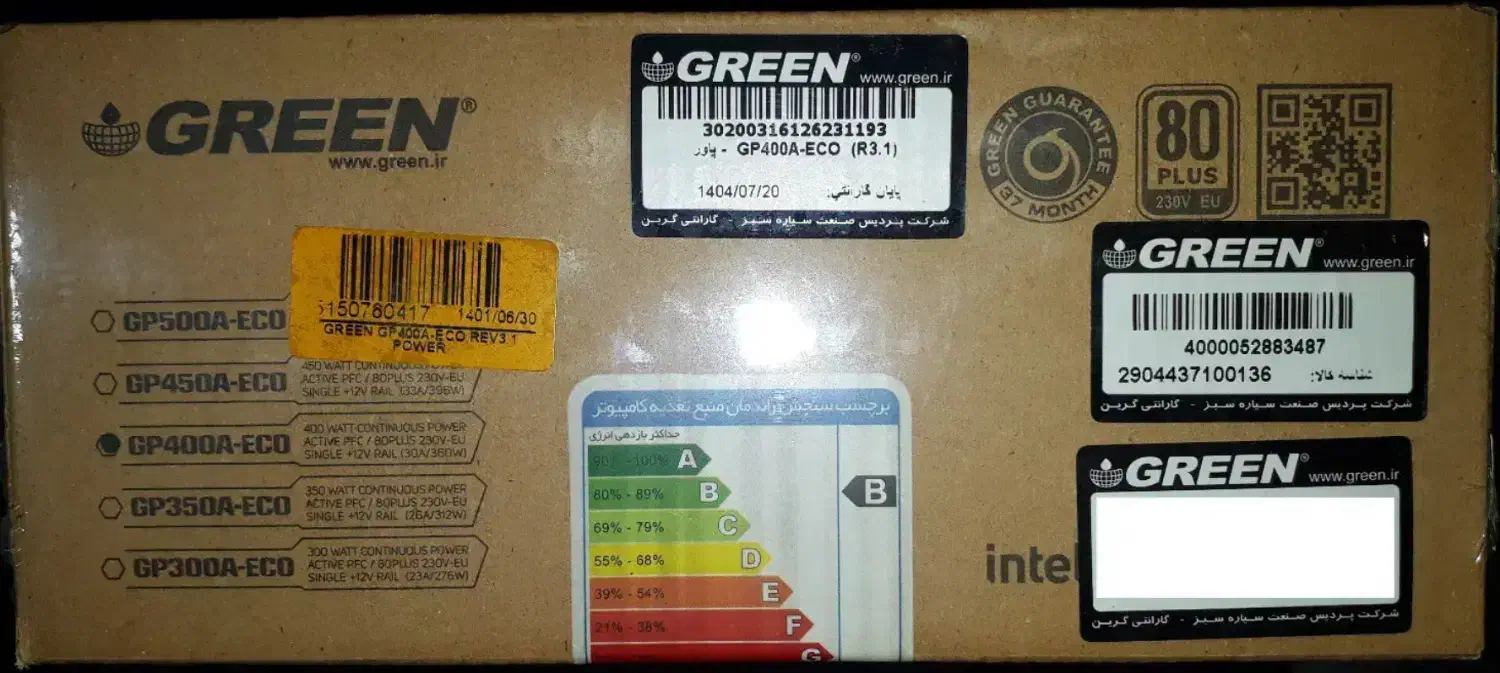 GREEN®
www.green.ir
GREEN® www.green.ir
30200316126231193
پاور - GP400A-ECO (R3.1)
پایان گارانتی: 1404/07/20
شرکت پردیس صنعت سیاره سبز - گارانتی گرین
GREEN GUARANTEE
37 MONTH
80
PLUS
230V EU
GREEN® www.green.ir
4000052883487
شناسه کالا: 2904437100136
شرکت پردیس صنعت سیاره سبز - گارانتی گرین
GREEN® www.green.ir
شرکت پردیس صنعت سیاره سبز - گارانتی گرین
intel
150760417 1401/06/30
GREEN GP400A-ECO REV3.1
POWER
GP500A-ECO
GP450A-ECO
450 WATT CONTINUOUS
ACTIVE PFC / 80PLUS 230V-EU
SINGLE +12V RAIL (33A/396W)
GP400A-ECO
400 WATT CONTINUOUS POWER
ACTIVE PFC / 80PLUS 230V-EU
SINGLE +12V RAIL (30A/360W)
GP350A-ECO
350 WATT CONTINUOUS POWER
ACTIVE PFC / 80PLUS 230V-EU
SINGLE +12V RAIL (26A/312W)
GP300A-ECO
300 WATT CONTINUOUS POWER
ACTIVE PFC / 80PLUS 230V-EU
SINGLE +12V RAIL (23A/276W)
برچسب سنجش راندمان منبع تغذیه کامپیوتر
حداکثر بازدهی انرژی
90% - 100% A
80% - 89% B
B
69% - 79% C
55% - 68% D
39% - 54% E
21% - 38% F
G